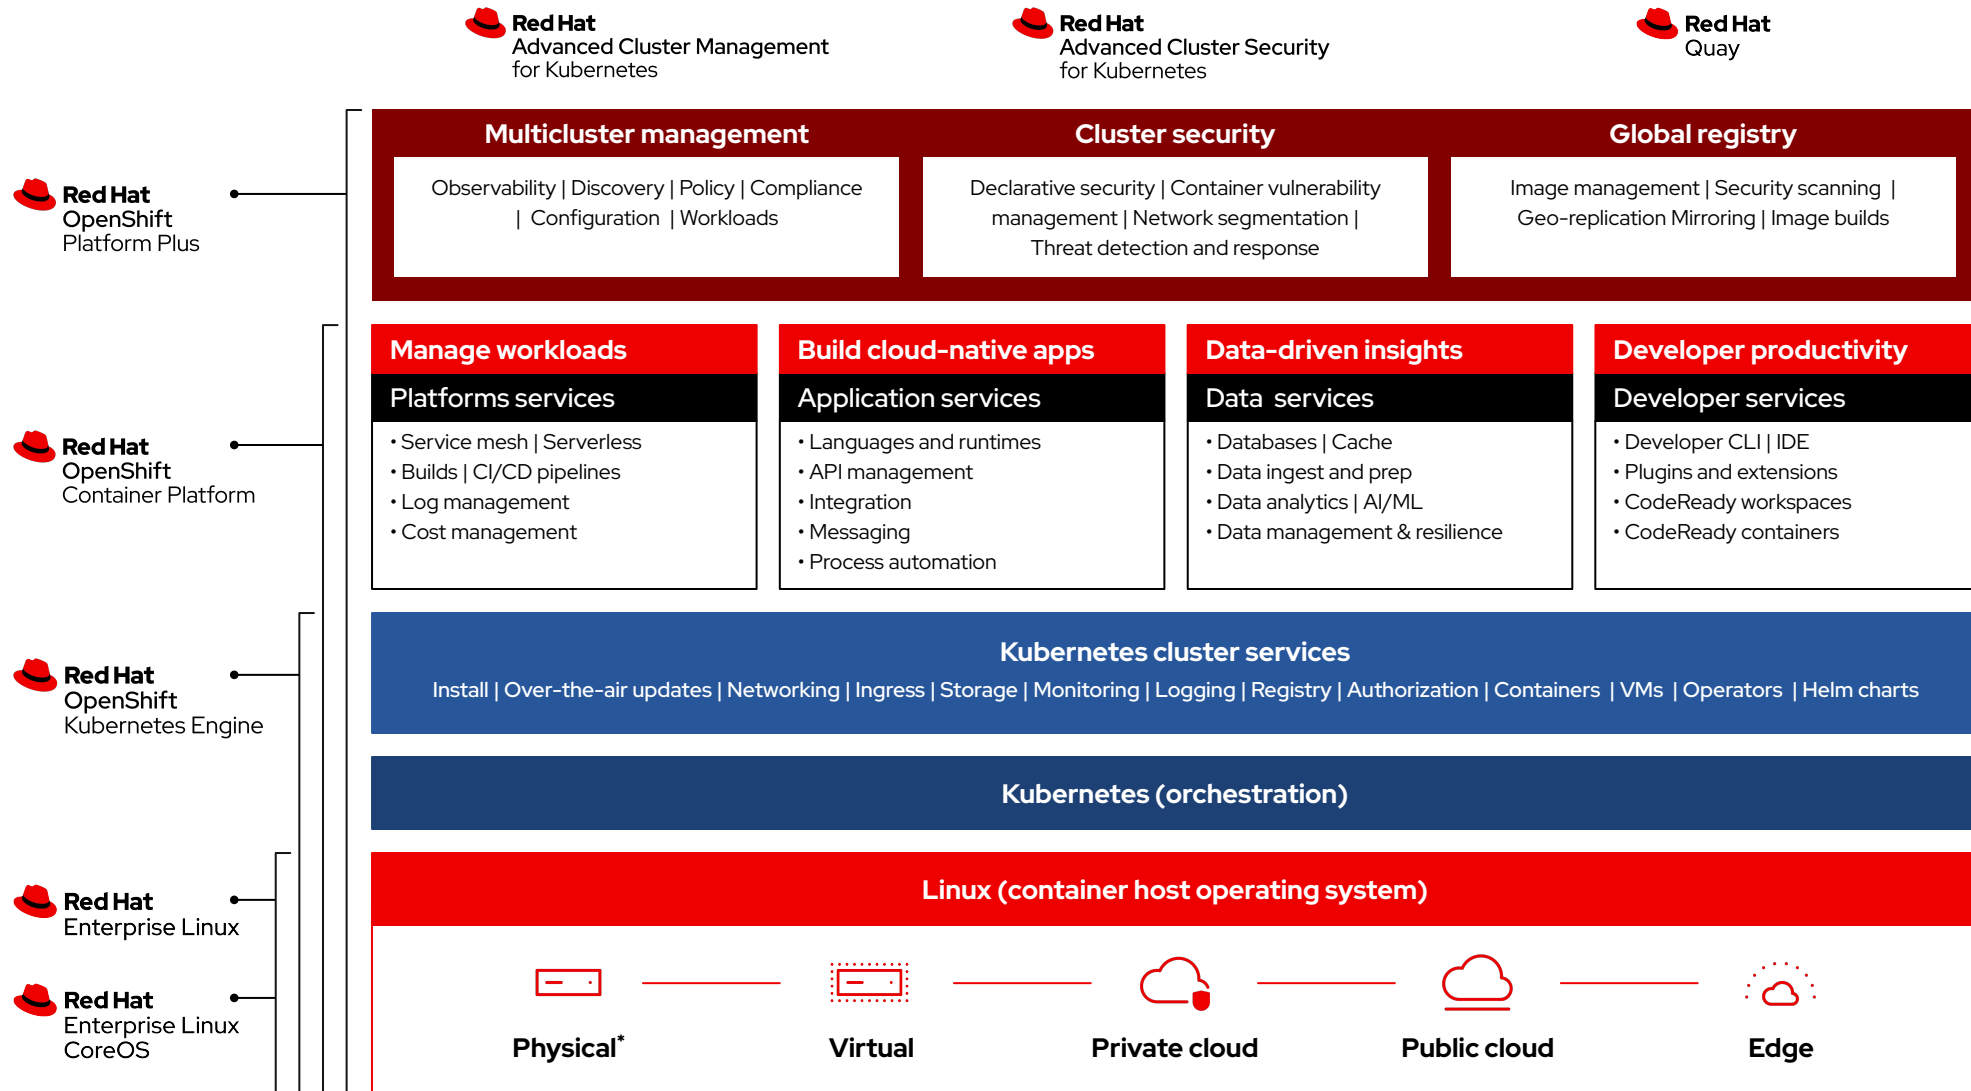 Red Hat
Advanced Cluster Management
for Kubernetes
Red Hat
Advanced Cluster Security
for Kubernetes
Red Hat
Quay
Red Hat
OpenShift
Platform Plus
Multicluster management
Observability | Discovery | Policy | Compliance
| Configuration | Workloads
Cluster security
Declarative security | Container vulnerability
management | Network segmentation |
Threat detection and response
Global registry
Image management | Security scanning |
Geo-replication Mirroring | Image builds
Red Hat
OpenShift
Container Platform
Manage workloads
Platforms services
• Service mesh | Serverless
• Builds | CI/CD pipelines
• Log management
• Cost management
Build cloud-native apps
Application services
• Languages and runtimes
• API management
• Integration
• Messaging
• Process automation
Data-driven insights
Data services
• Databases | Cache
• Data ingest and prep
• Data analytics | AI/ML
• Data management & resilience
Developer productivity
Developer services
• Developer CLI | IDE
• Plugins and extensions
• CodeReady workspaces
• CodeReady containers
Red Hat
OpenShift
Kubernetes Engine
Kubernetes cluster services
Install | Over-the-air updates | Networking | Ingress | Storage | Monitoring | Logging | Registry | Authorization | Containers | VMs | Operators | Helm charts
Kubernetes (orchestration)
Red Hat
Enterprise Linux
Linux (container host operating system)
Red Hat
Enterprise Linux
CoreOS
Physical*
Virtual
Private cloud
Public cloud
Edge